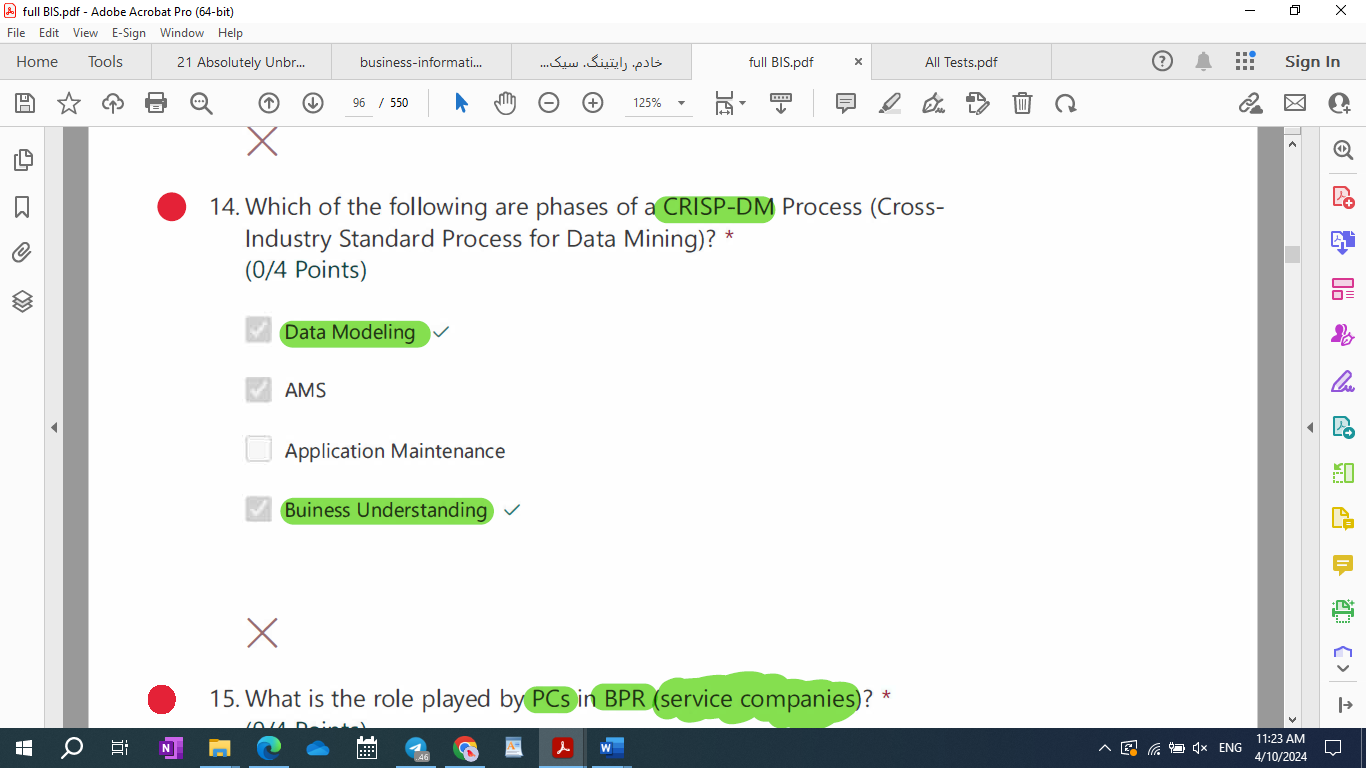 full BIS.pdf - Adobe Acrobat Pro (64-bit)
File Edit View E-Sign Window Help
Home Tools 21 Absolutely Unbr... business-informati... خادم. رایتینگ. سیک... full BIS.pdf × All Tests.pdf Sign In
96 / 550 125%
14. Which of the following are phases of a CRISP-DM Process (Cross-
Industry Standard Process for Data Mining)? *
(0/4 Points)
Data Modeling
AMS
Application Maintenance
Buiness Understanding
15. What is the role played by PCs in BPR (service companies)? *
(0/4 Points)
46
ENG
11:23 AM
4/10/2024